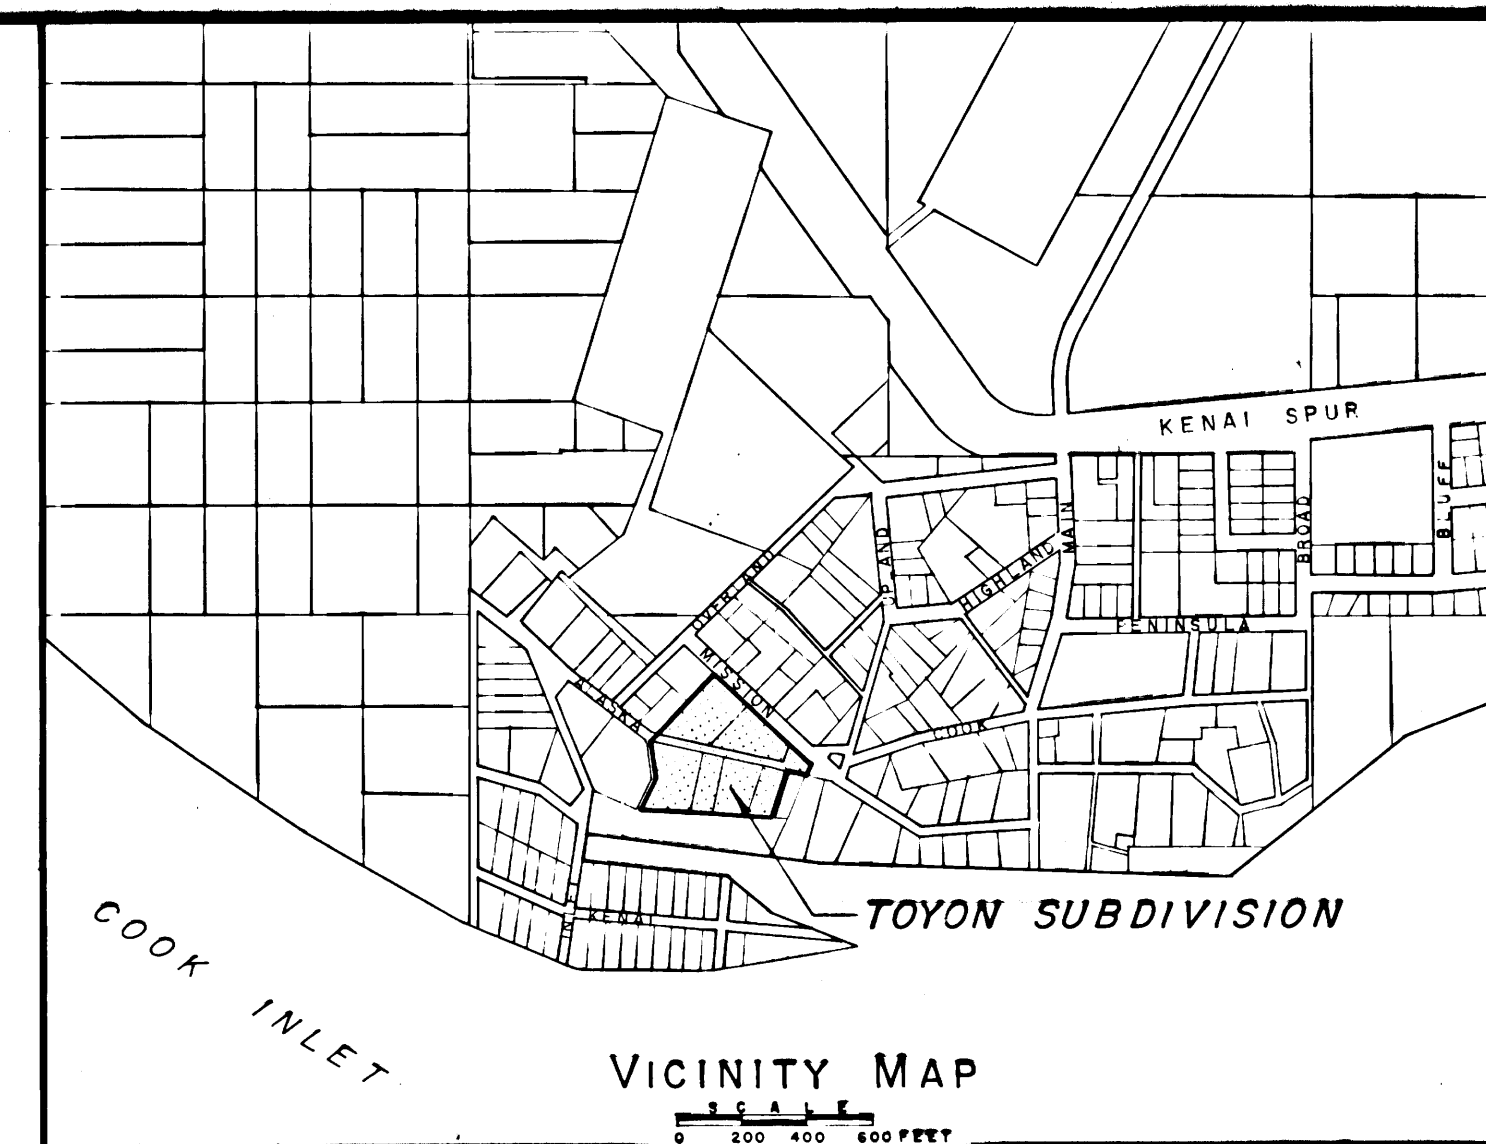 KENAI SPUR
BLUFF
BROAD
MAIN
UPLAND
HIGHLAND
OVERLAND
PENINSULA
MISSION
ALASKA
COOK
TOYON SUBDIVISION
INLET
KENAI
COOK INLET
VICINITY MAP
SCALE
0 200 400 600 FEET